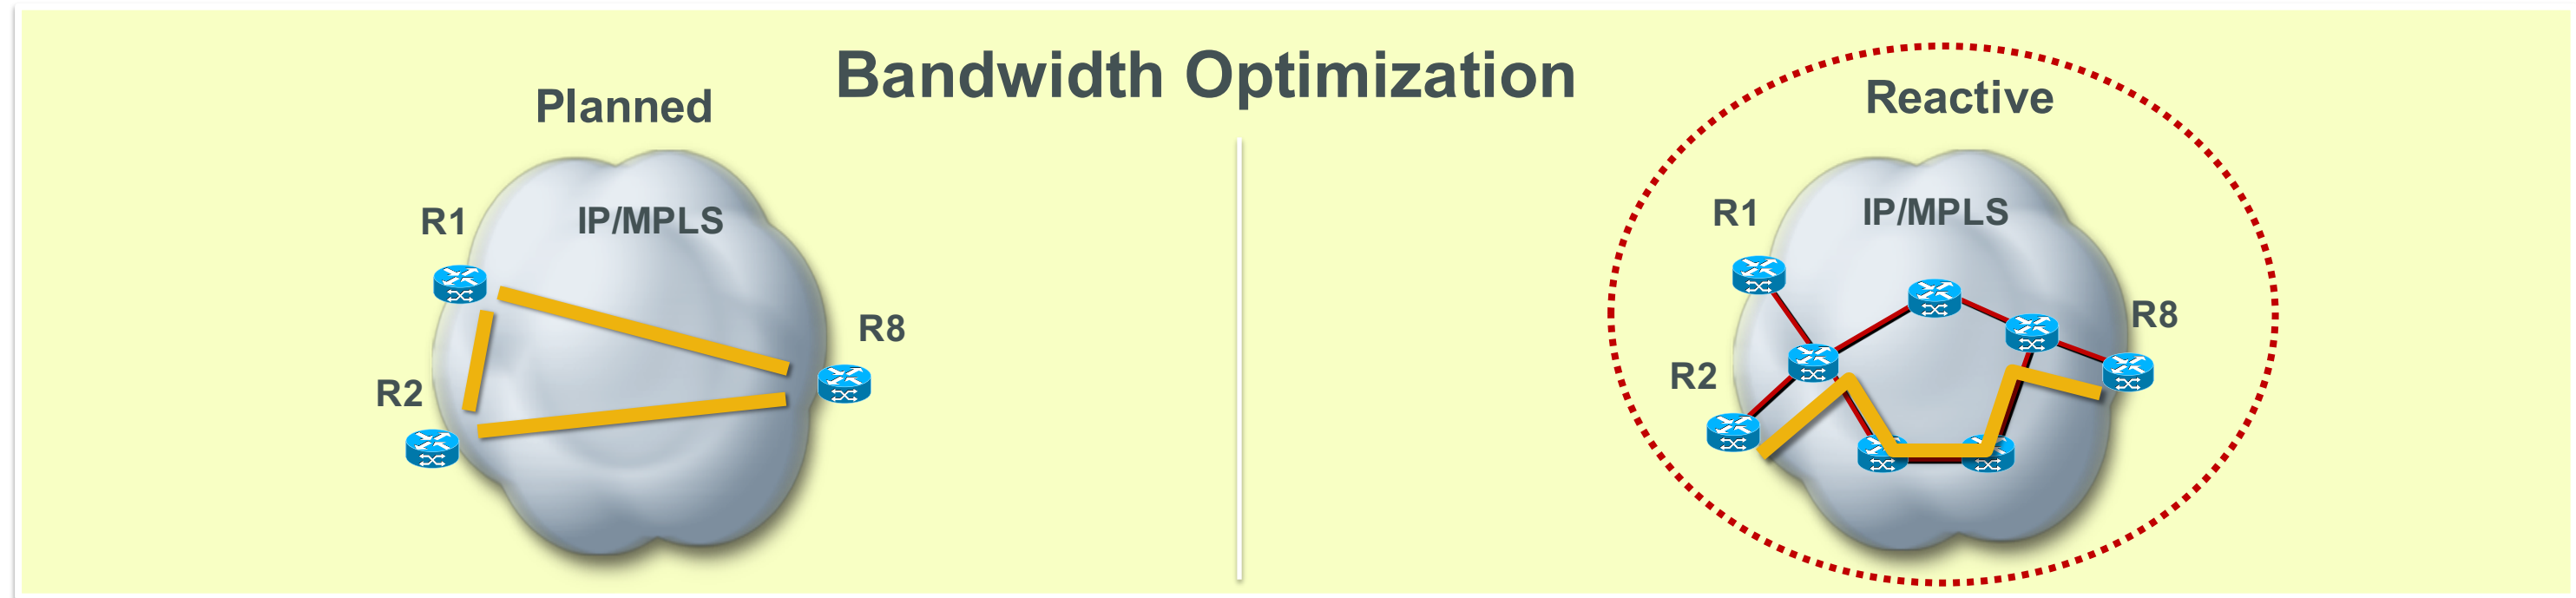 Bandwidth Optimization
Planned
IP/MPLS
R1
R8
R2
Reactive
IP/MPLS
R1
R8
R2